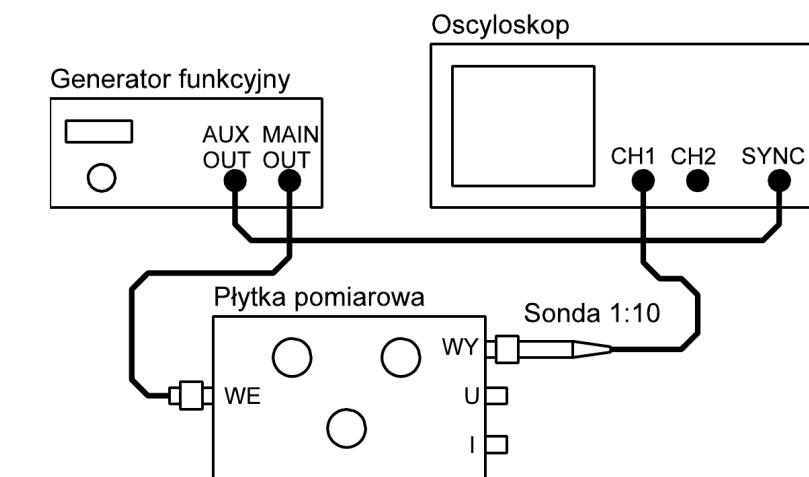 Oscyloskop
Generator funkcyjny
AUX MAIN
OUT OUT
CH1 CH2 SYNC
Płytka pomiarowa
Sonda 1:10
WY
WE
U
I